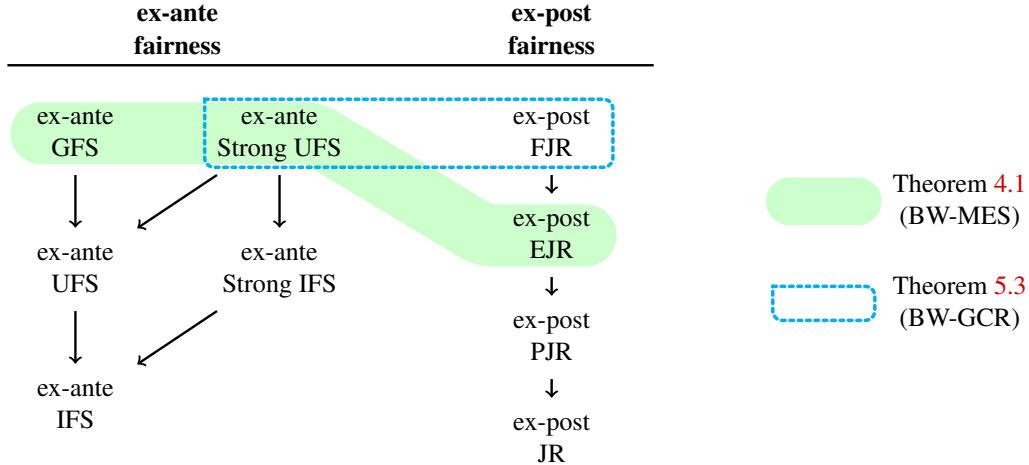 ex-ante
fairness
ex-post
fairness
ex-ante
GFS
ex-ante
Strong UFS
ex-post
FJR
ex-post
EJR
ex-ante
UFS
ex-ante
Strong IFS
ex-post
PJR
ex-ante
IFS
ex-post
JR
Theorem 4.1
(BW-MES)
Theorem 5.3
(BW-GCR)